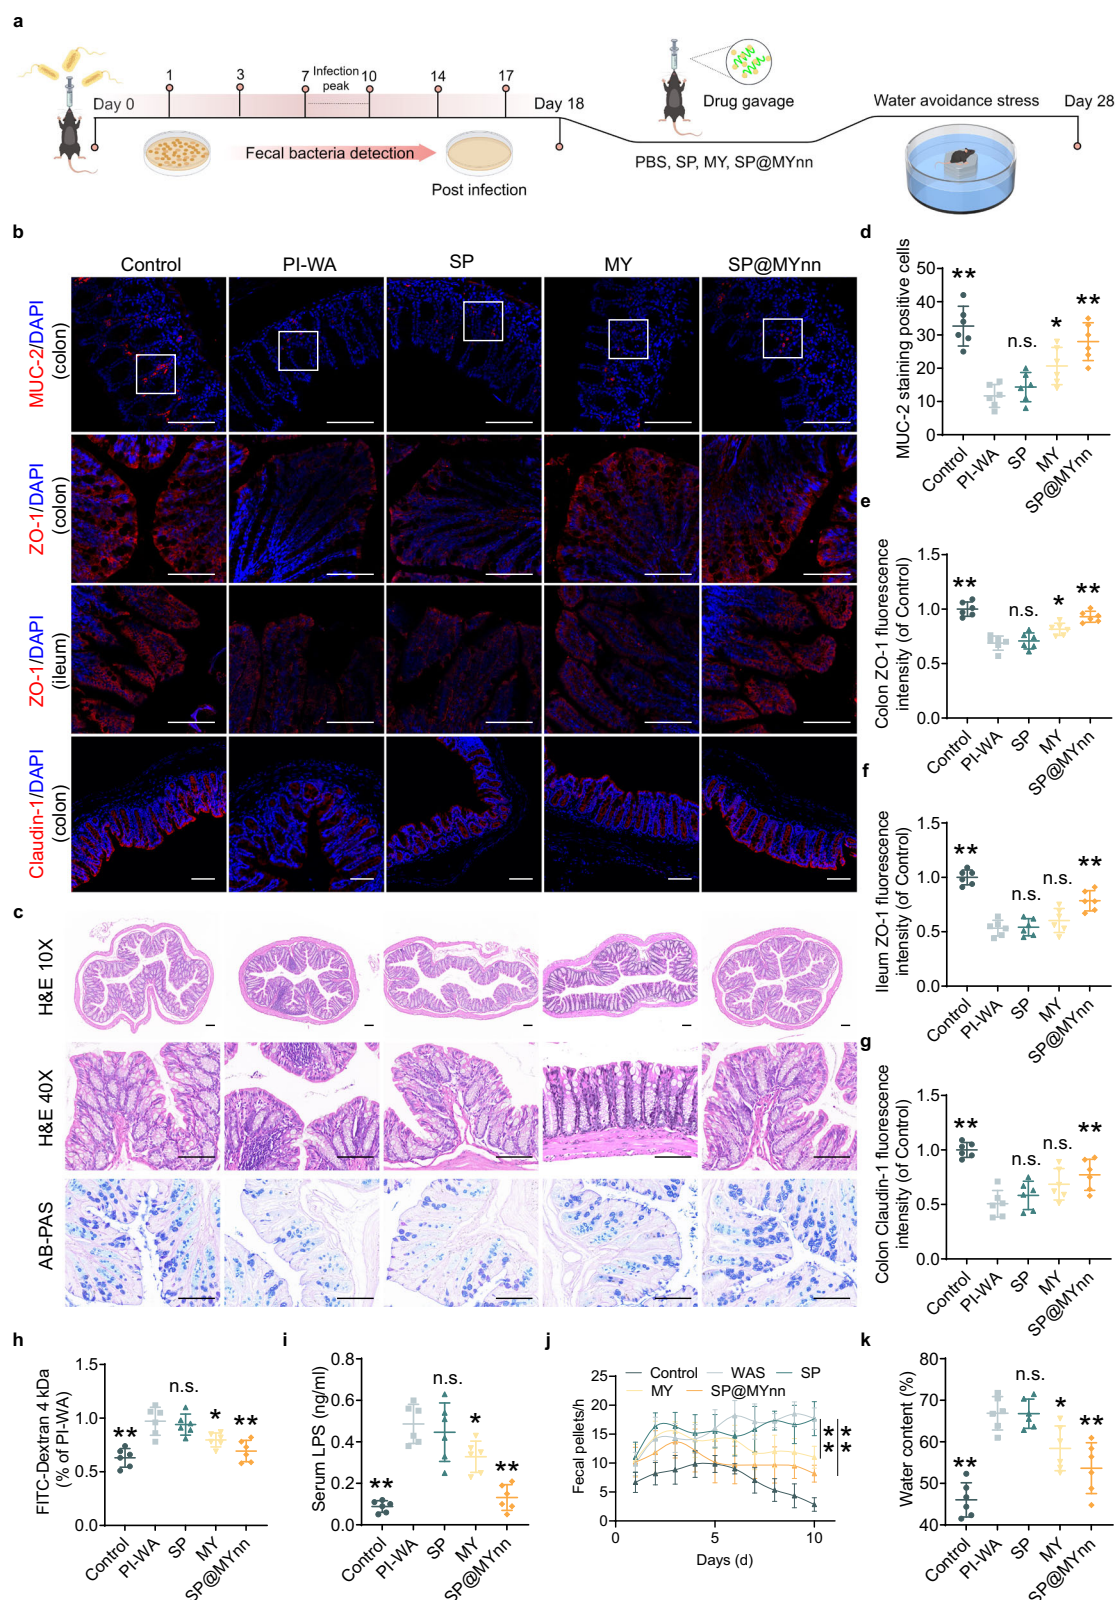 a
1
3
7
Infection
peak
10
14
17
Day 0
Day 18
Drug gavage
Water avoidance stress
Day 28
Fecal bacteria detection
Post infection
PBS, SP, MY, SP@MYnn
b
Control
PI-WA
SP
MY
SP@MYnn
MUC-2/DAPI
(colon)
ZO-1/DAPI
(colon)
ZO-1/DAPI
(ileum)
Claudin-1/DAPI
(colon)
c
H&E 10X
H&E 40X
AB-PAS
d
MUC-2 staining positive cells
50
40
30
20
10
0
**
n.s.
*
**
Control
PI-WA
SP
MY
SP@MYnn
e
Colon ZO-1 fluorescence
intensity (of Control)
1.5
1.0
0.5
0.0
**
n.s.
*
**
Control
PI-WA
SP
MY
SP@MYnn
f
Ileum ZO-1 fluorescence
intensity (of Control)
1.5
1.0
0.5
0.0
**
n.s.
n.s.
**
Control
PI-WA
SP
MY
SP@MYnn
g
Colon Claudin-1 fluorescence
intensity (of Control)
1.5
1.0
0.5
0.0
**
n.s.
n.s.
**
Control
PI-WA
SP
MY
SP@MYnn
h
FITC-Dextran 4 kDa
(% of PI-WA)
1.5
1.0
0.5
0.0
**
n.s.
*
**
Control
PI-WA
SP
MY
SP@MYnn
i
Serum LPS (ng/ml)
0.8
0.6
0.4
0.2
0.0
**
n.s.
*
**
Control
PI-WA
SP
MY
SP@MYnn
j
Control
WAS
SP
MY
SP@MYnn
Fecal pellets/h
25
20
15
10
5
0
0
5
10
Days (d)
**
**
k
Water content (%)
80
70
60
50
40
**
n.s.
*
**
Control
PI-WA
SP
MY
SP@MYnn